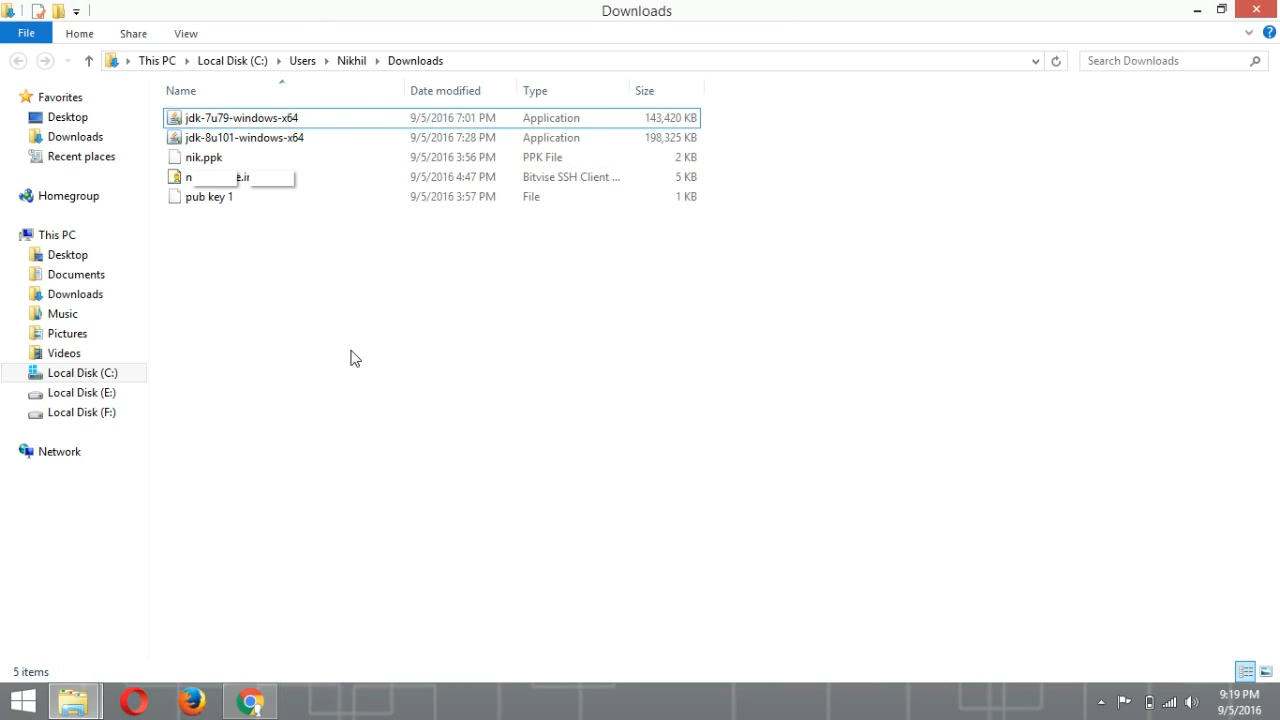 Downloads
File Home Share View
This PC Local Disk (C:) Users Nikhil Downloads Search Downloads
Name Date modified Type Size
jdk-7u79-windows-x64 9/5/2016 7:01 PM Application 143,420 KB
jdk-8u101-windows-x64 9/5/2016 7:28 PM Application 198,325 KB
nik.ppk 9/5/2016 3:56 PM PPK File 2 KB
9/5/2016 4:47 PM Bitvise SSH Client ... 5 KB
pub key 1 9/5/2016 3:57 PM File 1 KB
Favorites
Desktop
Downloads
Recent places
Homegroup
This PC
Desktop
Documents
Downloads
Music
Pictures
Videos
Local Disk (C:)
Local Disk (E:)
Local Disk (F:)
Network
5 items
9:19 PM
9/5/2016